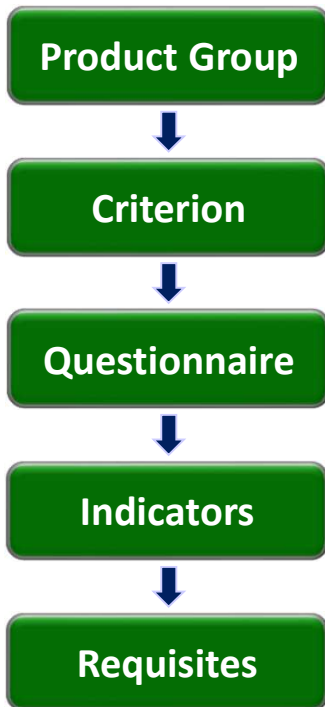 Product Group
Criterion
Questionnaire
Indicators
Requisites